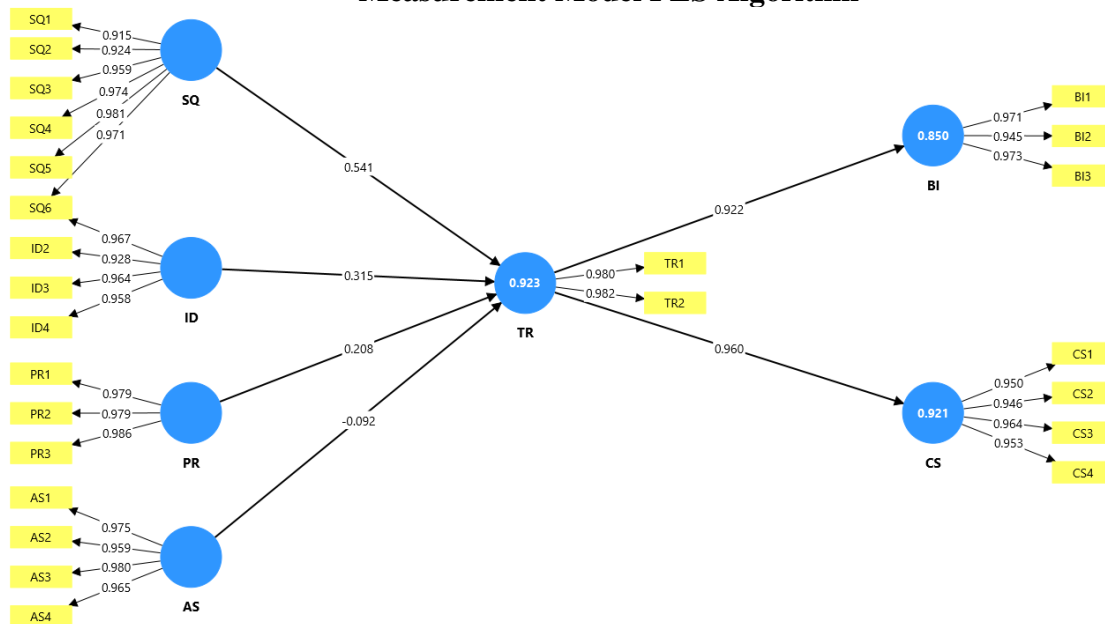 Measurement Model PLS Algorithm
SQ1
SQ2
SQ3
SQ4
SQ5
SQ6
0.915
0.924
0.959
0.974
0.981
0.971
SQ
0.541
ID2
ID3
ID4
0.967
0.928
0.964
0.958
ID
0.315
PR1
PR2
PR3
0.979
0.979
0.986
PR
0.208
AS1
AS2
AS3
AS4
0.975
0.959
0.980
0.965
AS
-0.092
0.923
TR
0.980
0.982
TR1
TR2
0.922
0.960
0.850
BI
0.971
0.945
0.973
BI1
BI2
BI3
0.921
CS
0.950
0.946
0.964
0.953
CS1
CS2
CS3
CS4